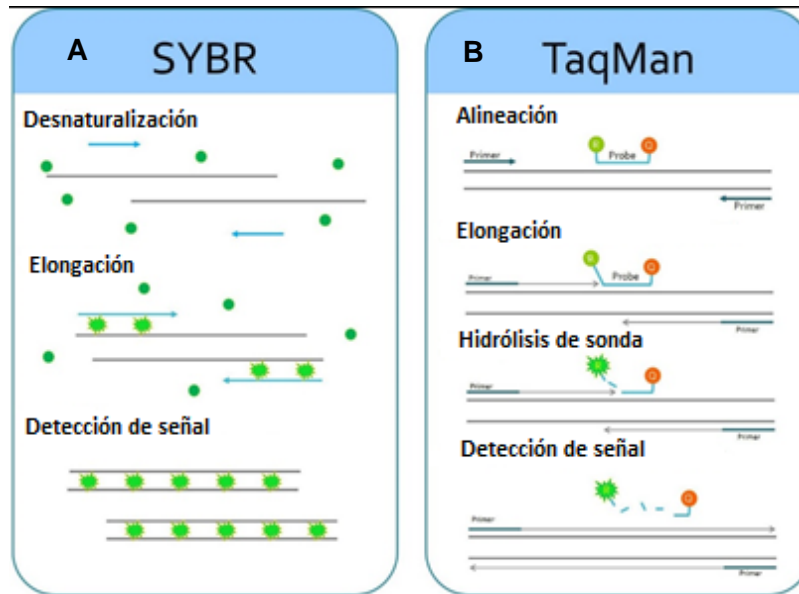 A SYBR
Desnaturalización
Elongación
Detección de señal
B TaqMan
Alineación
R Q
Primer Probe
Primer
Elongación
R Q
Primer Probe
Primer
Hidrólisis de sonda
R Q
Primer
Primer
Detección de señal
R Q
Primer
Primer